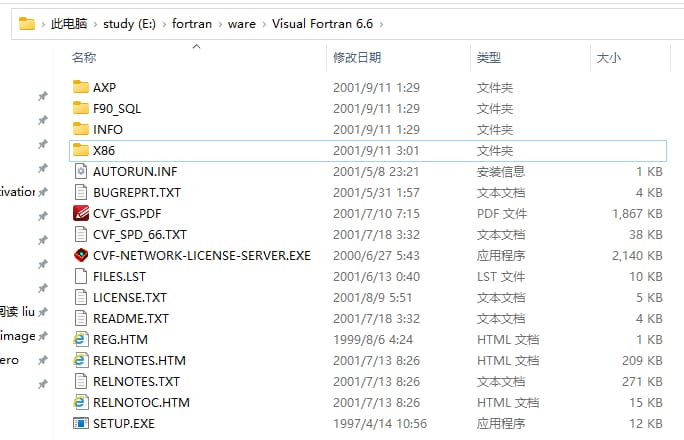 此电脑 › study (E:) › fortran › ware › Visual Fortran 6.6 ›
名称 修改日期 类型 大小
AXP 2001/9/11 1:29 文件夹
F90_SQL 2001/9/11 1:29 文件夹
INFO 2001/9/11 1:29 文件夹
X86 2001/9/11 3:01 文件夹
AUTORUN.INF 2001/5/8 23:21 安装信息 1 KB
tivation
BUGREPRT.TXT 2001/5/31 1:57 文本文档 4 KB
CVF_GS.PDF 2001/7/10 7:15 PDF 文件 1,867 KB
CVF_SPD_66.TXT 2001/7/18 3:32 文本文档 38 KB
CVF-NETWORK-LICENSE-SERVER.EXE 2000/6/27 5:43 应用程序 2,140 KB
FILES.LST 2001/6/13 0:40 LST 文件 10 KB
LICENSE.TXT 2001/8/9 5:51 文本文档 5 KB
阅读 liu
README.TXT 2001/7/18 3:32 文本文档 4 KB
image
REG.HTM 1999/8/6 4:24 HTML 文档 1 KB
ero
RELNOTES.HTM 2001/7/13 8:26 HTML 文档 209 KB
RELNOTES.TXT 2001/7/13 8:26 文本文档 271 KB
RELNOTOC.HTM 2001/7/13 8:26 HTML 文档 15 KB
SETUP.EXE 1997/4/14 10:56 应用程序 12 KB